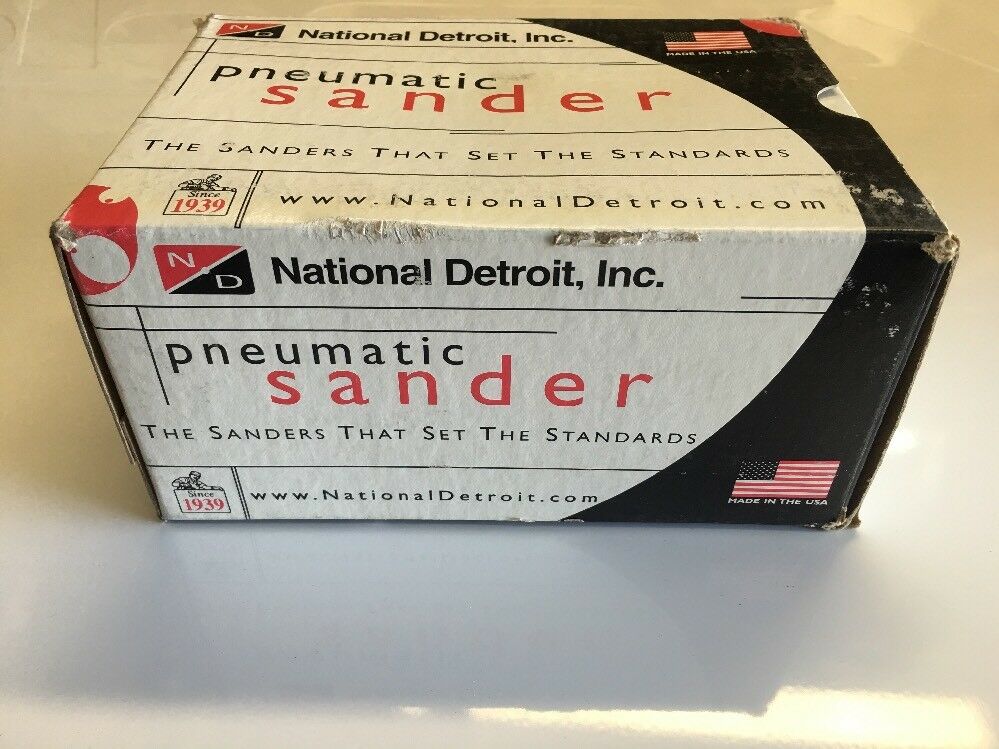 N D National Detroit, Inc.
MADE IN THE USA
pneumatic
sander
THE SANDERS THAT SET THE STANDARDS
Since
1939
www.NationalDetroit.com
N D National Detroit, Inc.
pneumatic
sander
THE SANDERS THAT SET THE STANDARDS
Since
1939
www.NationalDetroit.com
MADE IN THE USA